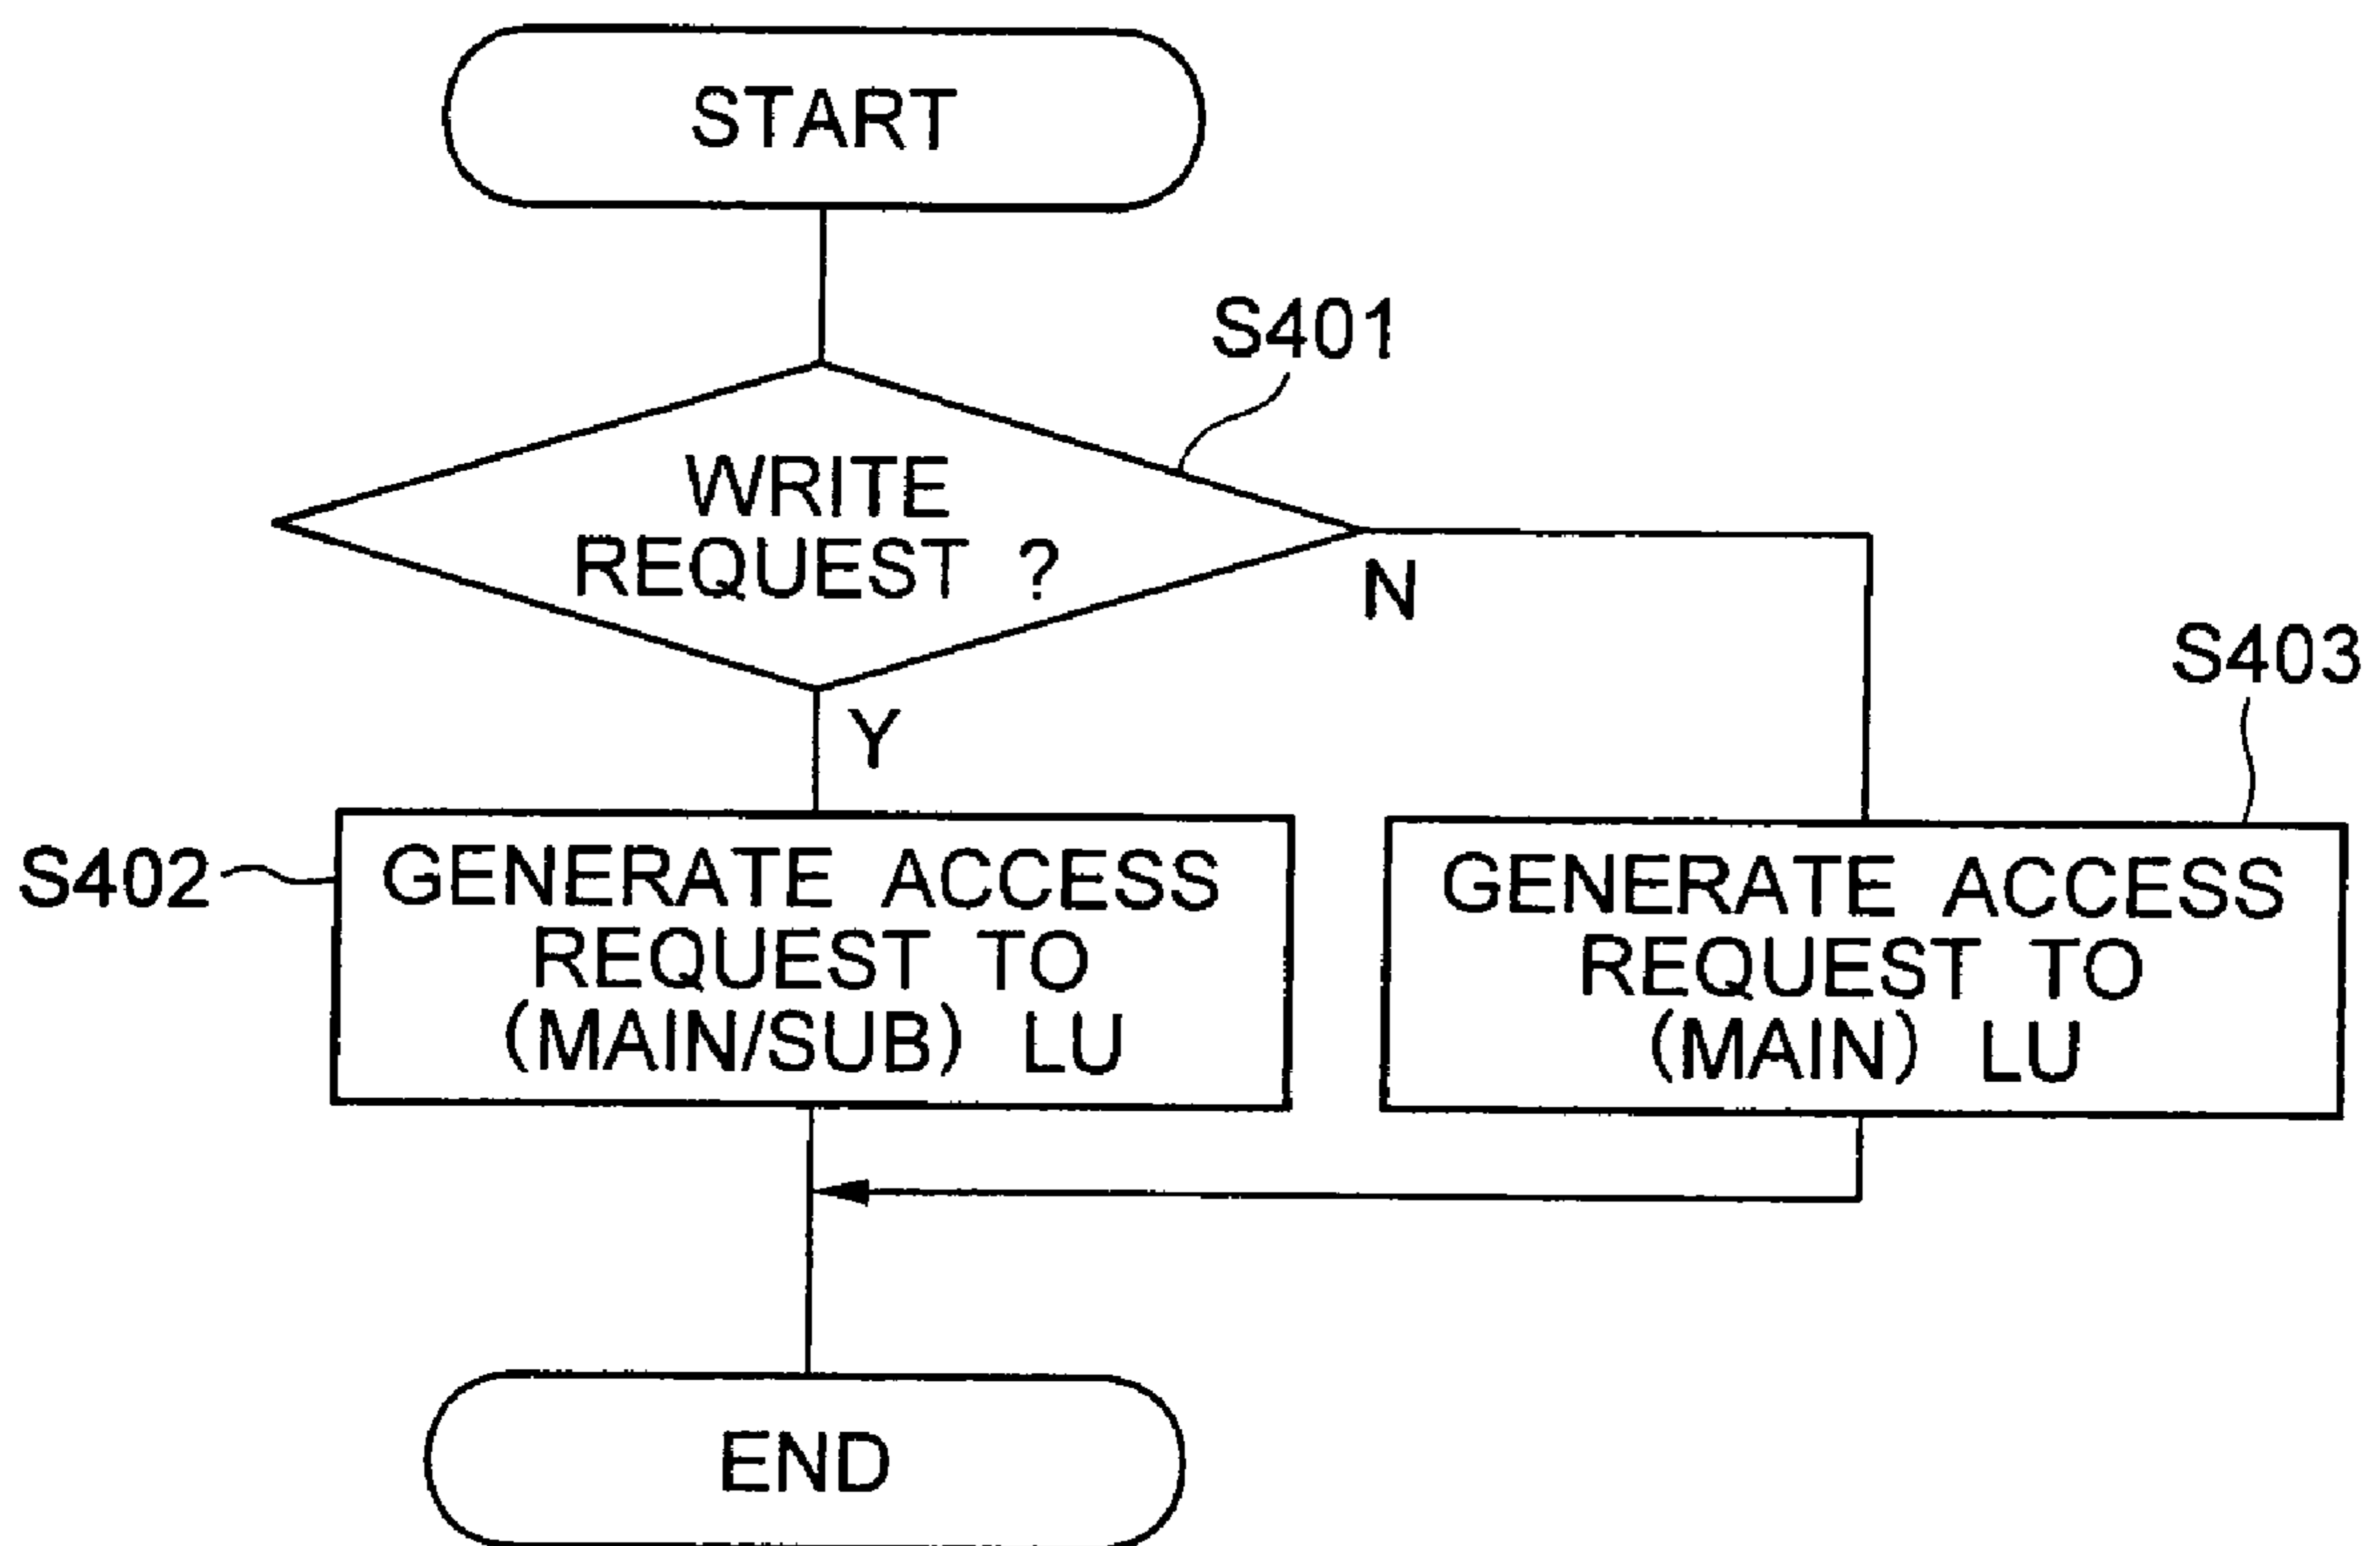 START
S401
WRITE
REQUEST ?
N
S403
Y
S402
GENERATE ACCESS
REQUEST TO
(MAIN/SUB) LU
GENERATE ACCESS
REQUEST TO
(MAIN) LU
END